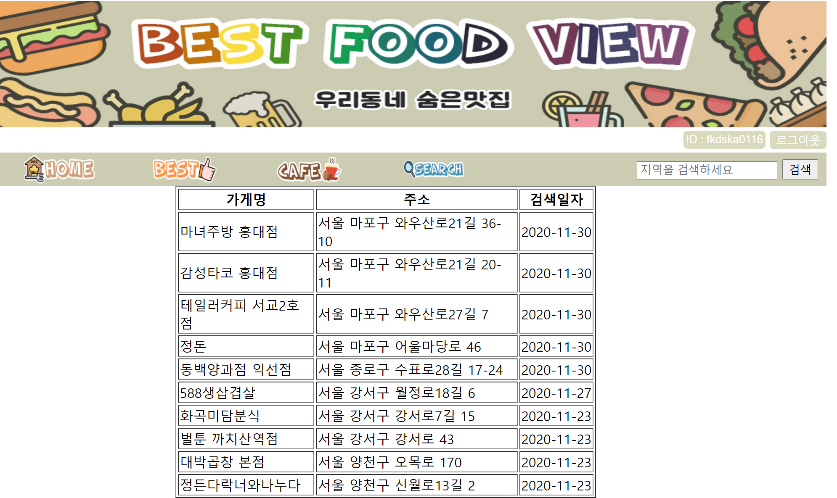 BEST FOOD VIEW
우리동네 숨은맛집
ID : tkdska0116 로그아웃
HOME BEST CAFE SEARCH 지역을 검색하세요 검색
가게명 주소 검색일자
마녀주방 홍대점 서울 마포구 와우산로21길 36-
10 2020-11-30
감성타코 홍대점 서울 마포구 와우산로21길 20-
11 2020-11-30
테일러커피 서교2호
점 서울 마포구 와우산로27길 7 2020-11-30
정돈 서울 마포구 어울마당로 46 2020-11-30
동백양과점 익선점 서울 종로구 수표로28길 17-24 2020-11-30
588생삼겹살 서울 강서구 월정로18길 6 2020-11-27
화곡미담분식 서울 강서구 강서로7길 15 2020-11-23
벌툰 까치산역점 서울 강서구 강서로 43 2020-11-23
대박곱창 본점 서울 양천구 오목로 170 2020-11-23
정든다락너와나누다 서울 양천구 신월로13길 2 2020-11-23